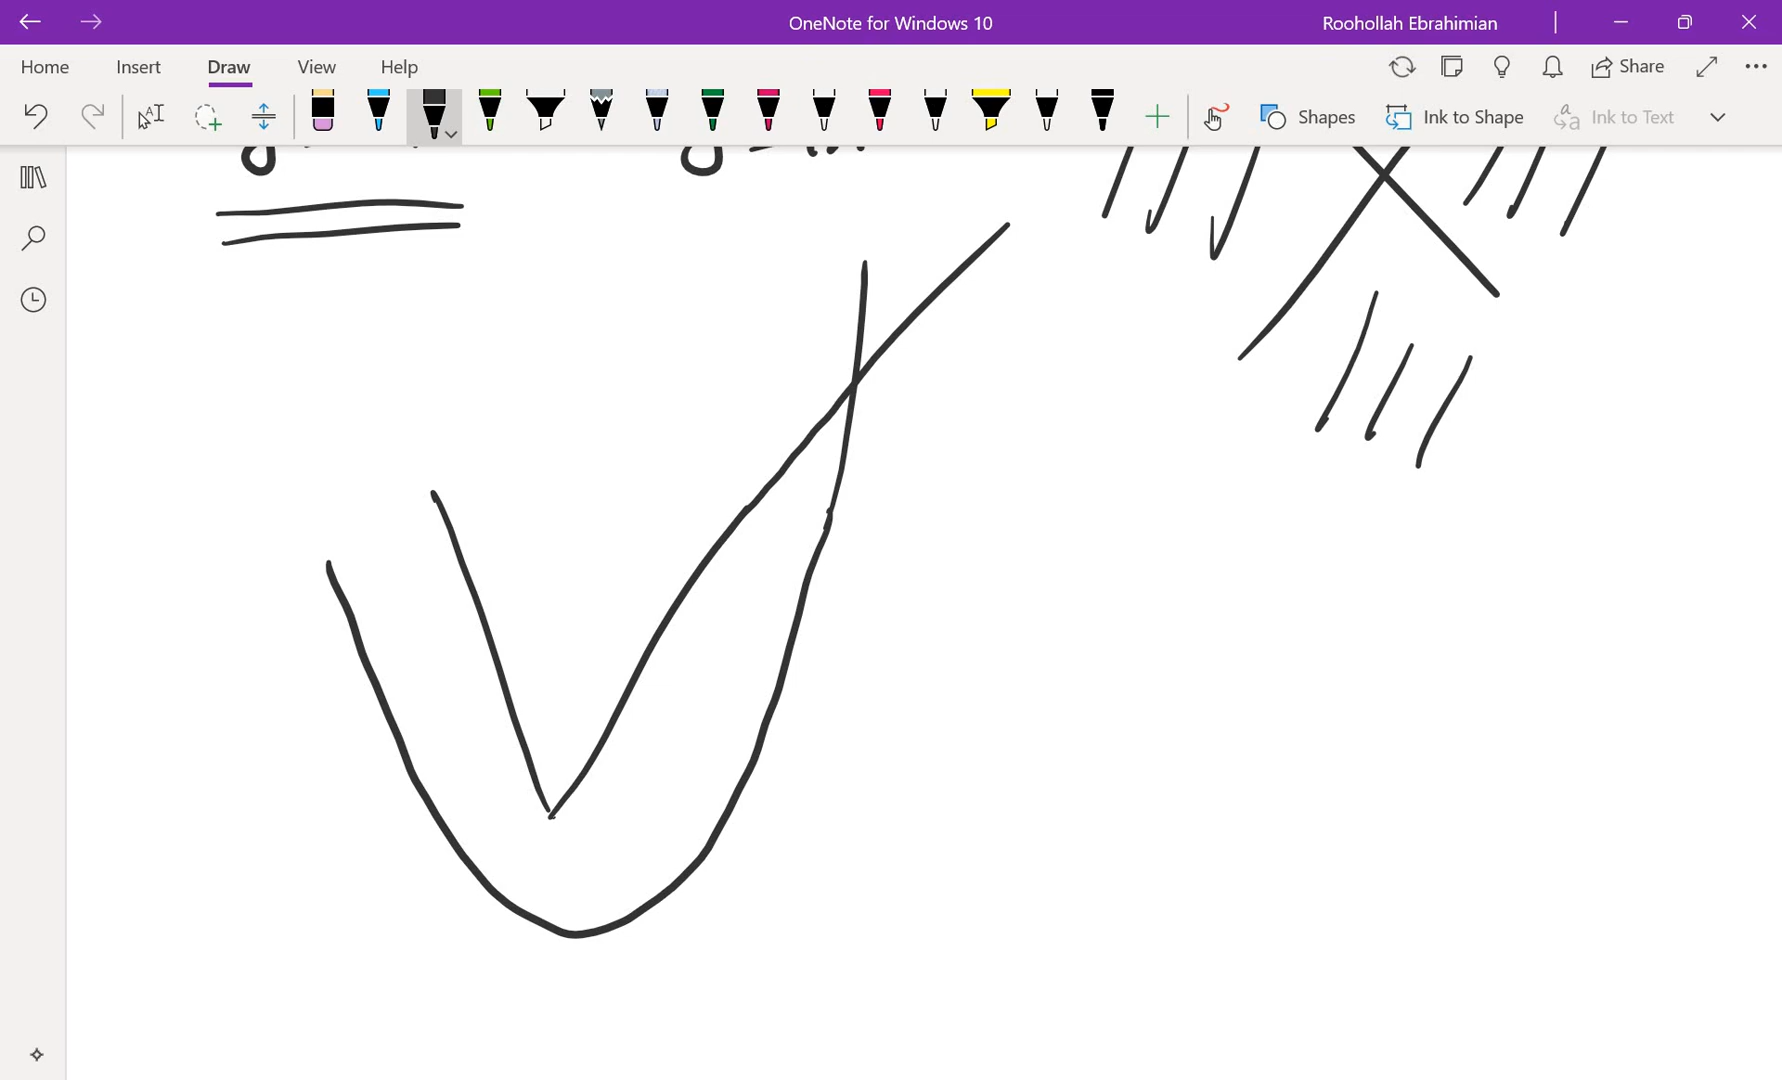 OneNote for Windows 10
Roohollah Ebrahimian
Home Insert Draw View Help
Share
Shapes Ink to Shape Ink to Text